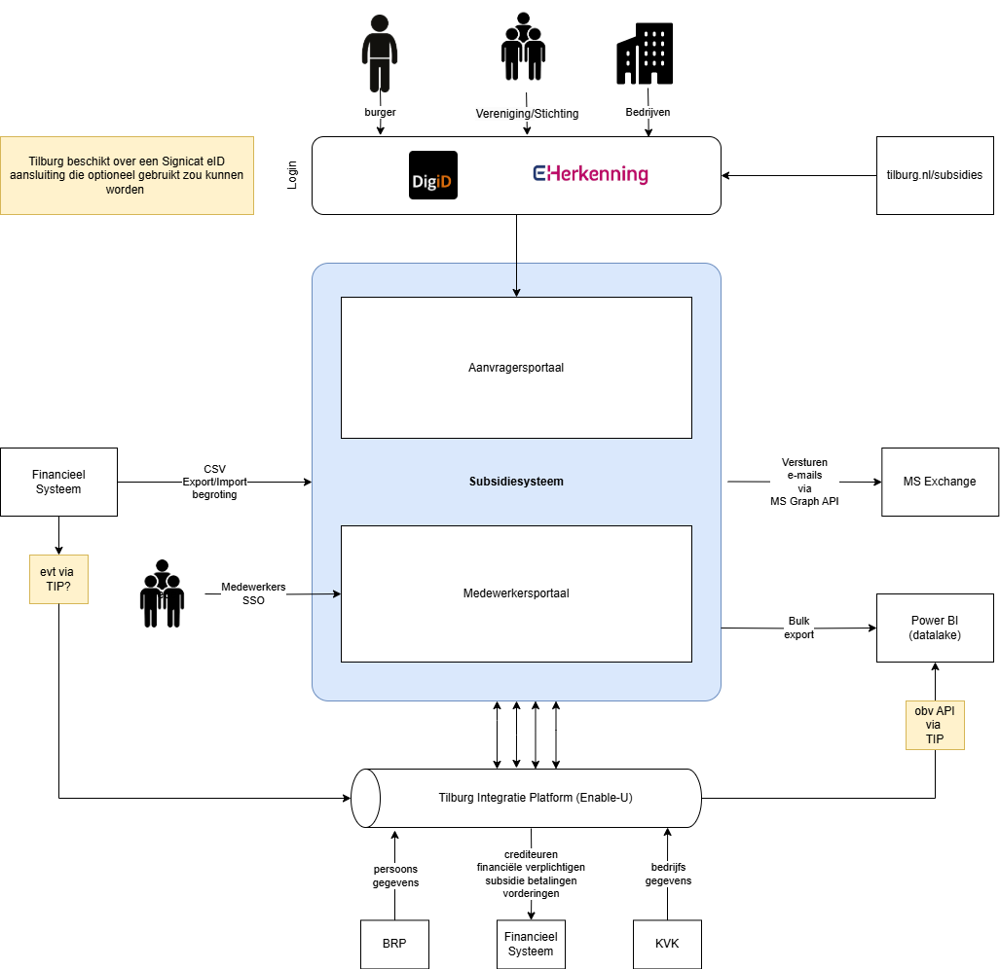 burger
Vereniging/Stichting
Bedrijven
Tilburg beschikt over een Signicat eID
aansluiting die optioneel gebruikt zou kunnen
worden
Login
DigiD
eHerkenning
tilburg.nl/subsidies
Aanvragersportaal
Financieel
Systeem
CSV
Export/Import
begroting
Subsidiesysteem
Versturen
e-mails
via
MS Graph API
MS Exchange
evt via
TIP?
Medewerkers
SSO
Medewerkersportaal
Bulk
export
Power BI
(datalake)
obv API
via
TIP
Tilburg Integratie Platform (Enable-U)
persoons
gegevens
crediteuren
financiële verplichtigen
subsidie betalingen
vorderingen
bedrijfs
gegevens
BRP
Financieel
Systeem
KVK